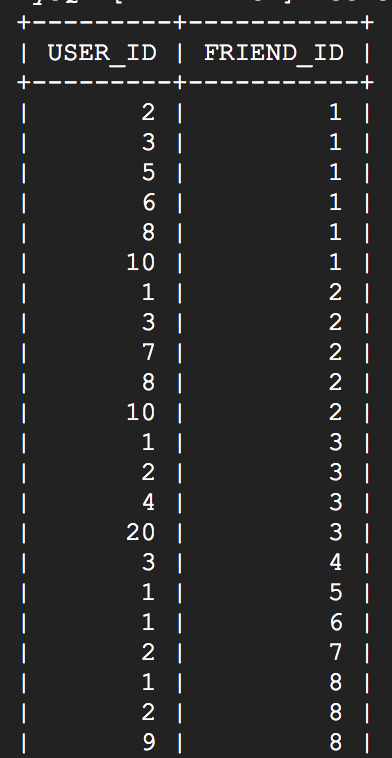 +---------+-----------+
| USER_ID | FRIEND_ID |
+---------+-----------+
|       2 |         1 |
|       3 |         1 |
|       5 |         1 |
|       6 |         1 |
|       8 |         1 |
|      10 |         1 |
|       1 |         2 |
|       3 |         2 |
|       7 |         2 |
|       8 |         2 |
|      10 |         2 |
|       1 |         3 |
|       2 |         3 |
|       4 |         3 |
|      20 |         3 |
|       3 |         4 |
|       1 |         5 |
|       1 |         6 |
|       2 |         7 |
|       1 |         8 |
|       2 |         8 |
|       9 |         8 |